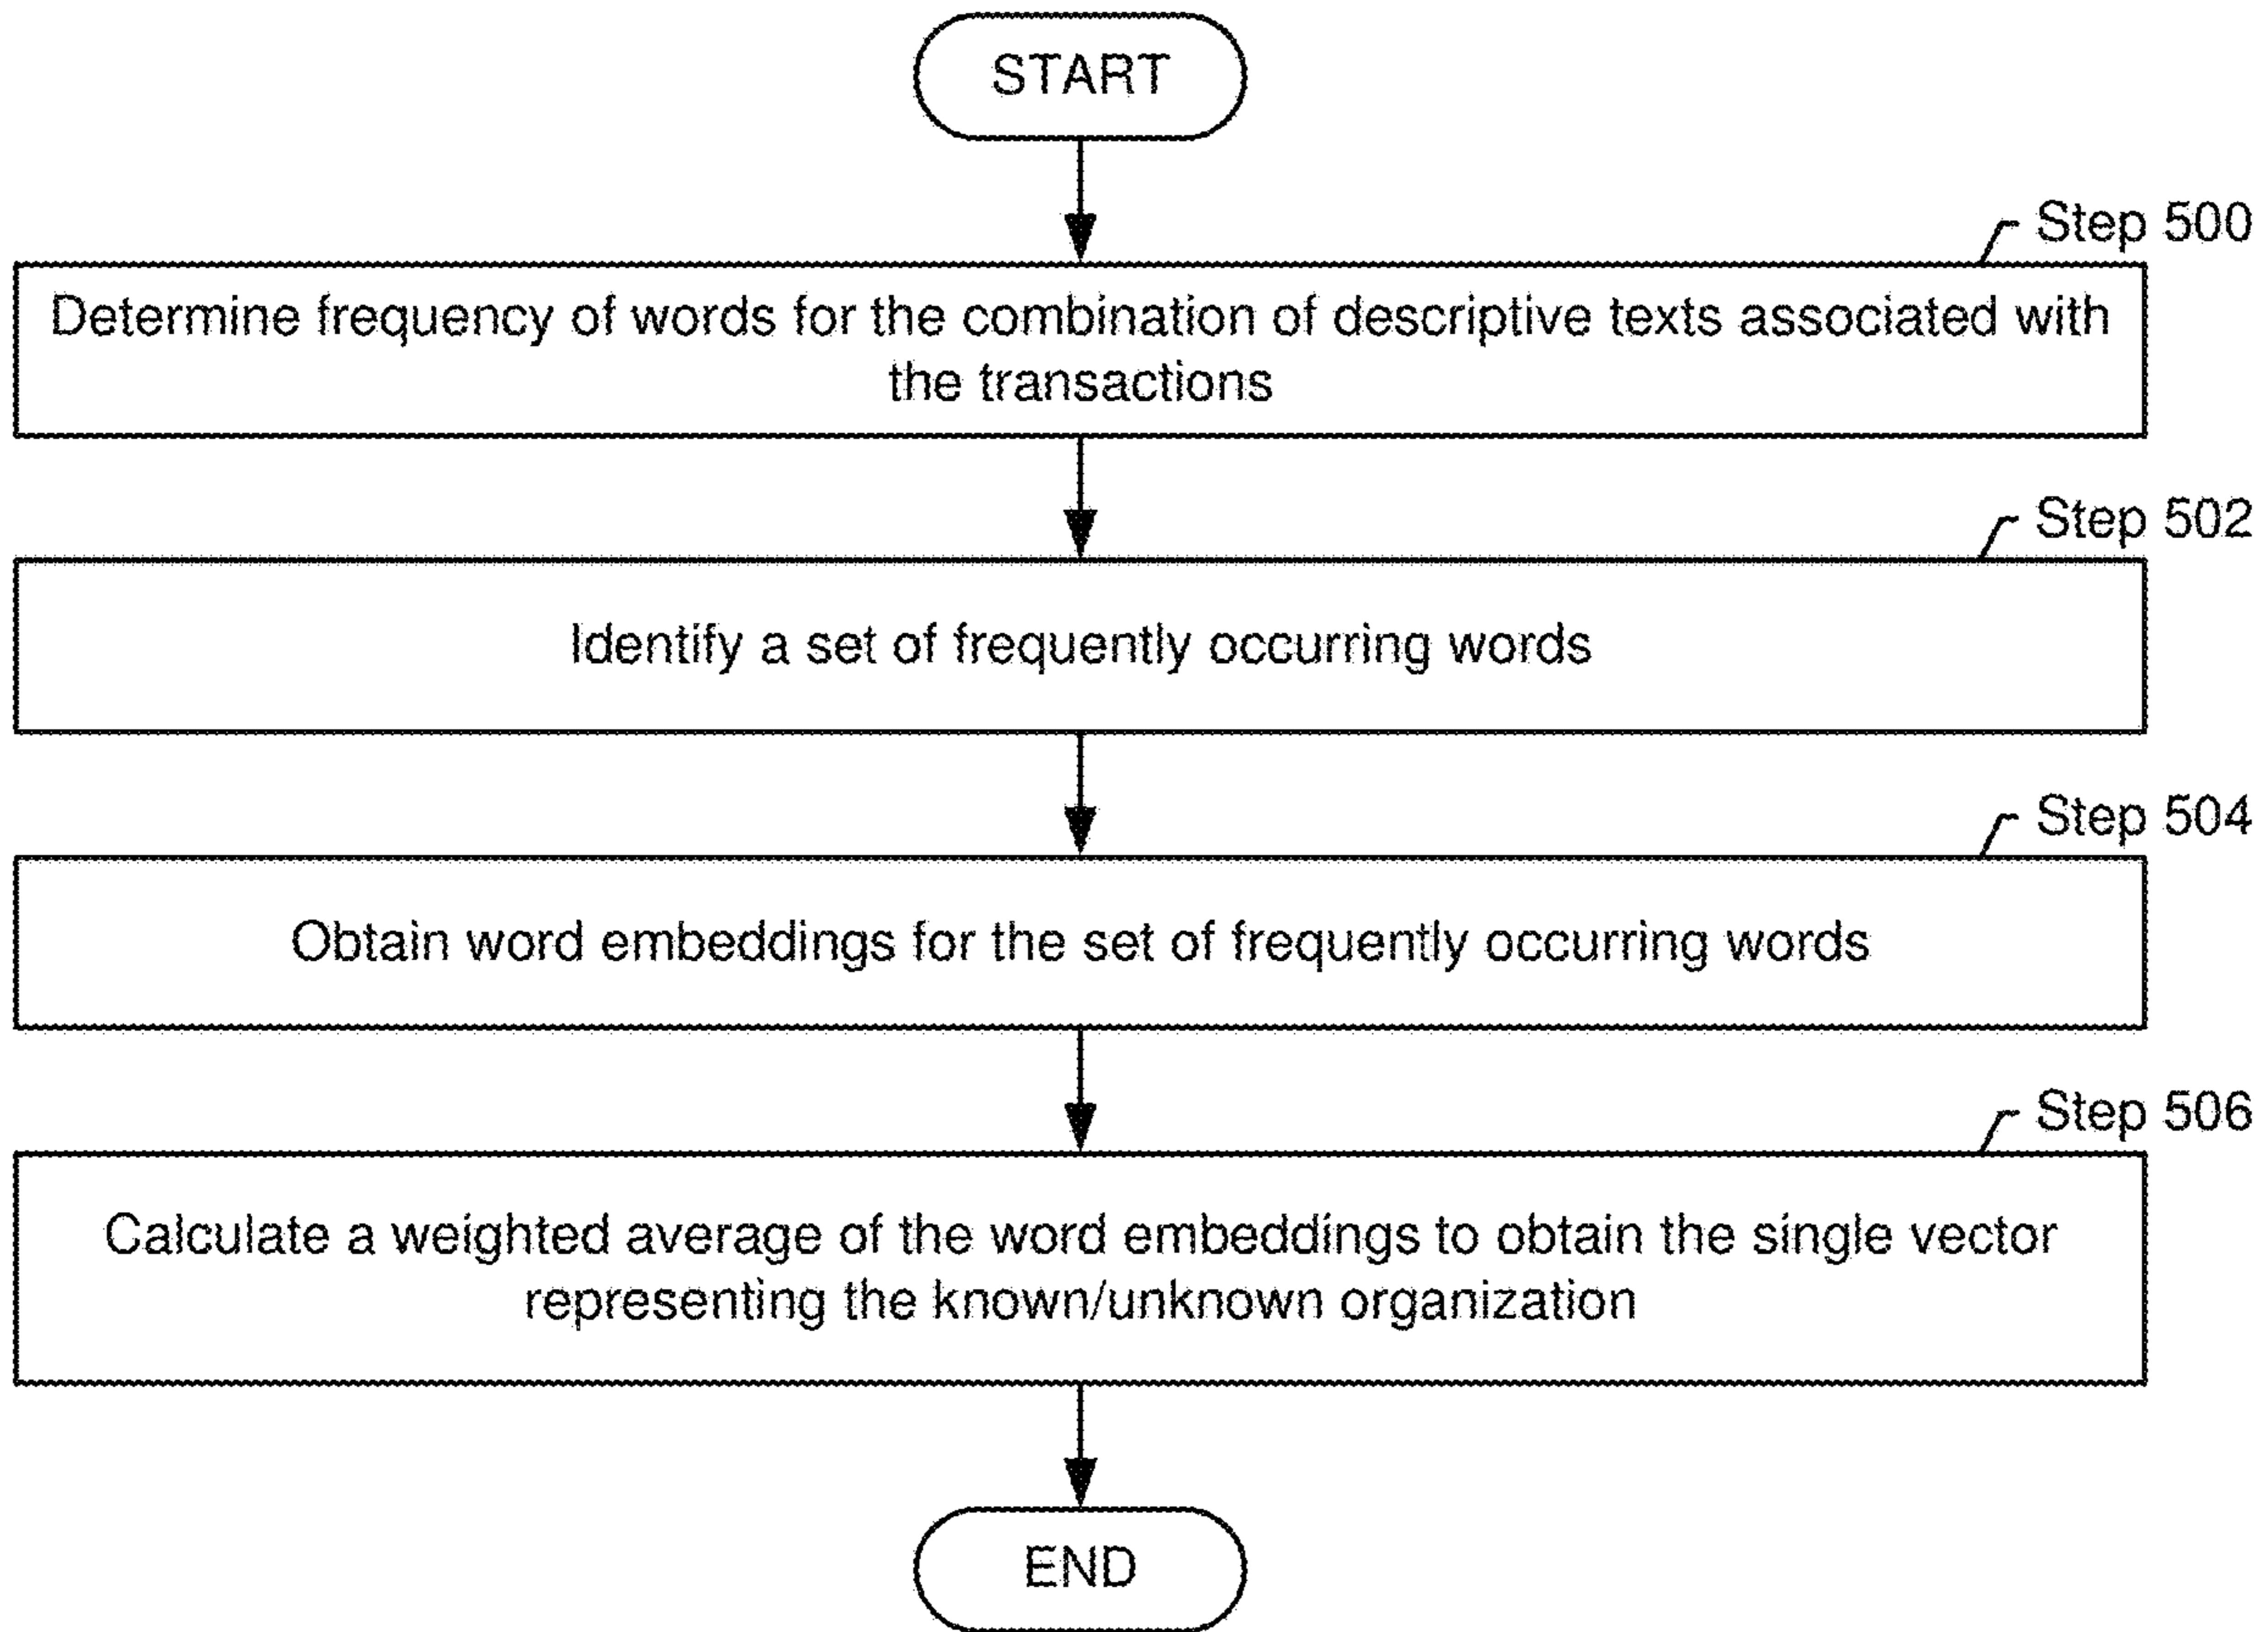 START
Step 500
Determine frequency of words for the combination of descriptive texts associated with
the transactions
Step 502
Identify a set of frequently occurring words
Step 504
Obtain word embeddings for the set of frequently occurring words
Step 506
Calculate a weighted average of the word embeddings to obtain the single vector
representing the known/unknown organization
END